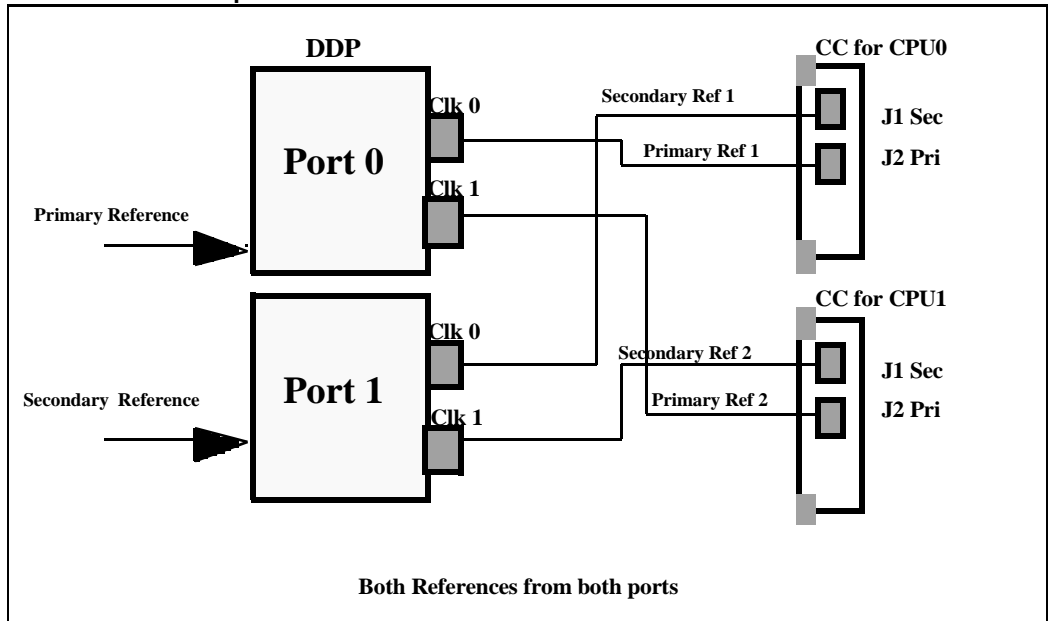 DDP
CC for CPU0
Clk 0
Secondary Ref 1
J1 Sec
Port 0
Primary Ref 1
J2 Pri
Clk 1
Primary Reference
CC for CPU1
Clk 0
Secondary Ref 2
J1 Sec
Port 1
Secondary Reference
Primary Ref 2
J2 Pri
Clk 1
Both References from both ports